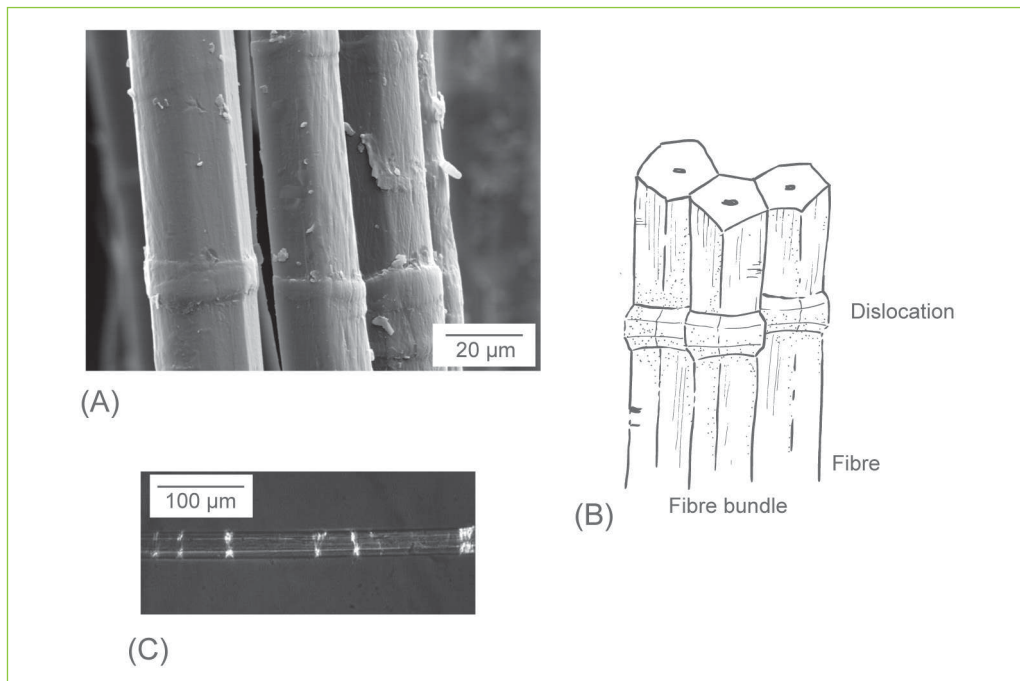 20 µm
(A)
Dislocation
Fibre
Fibre bundle
(B)
100 µm
(C)